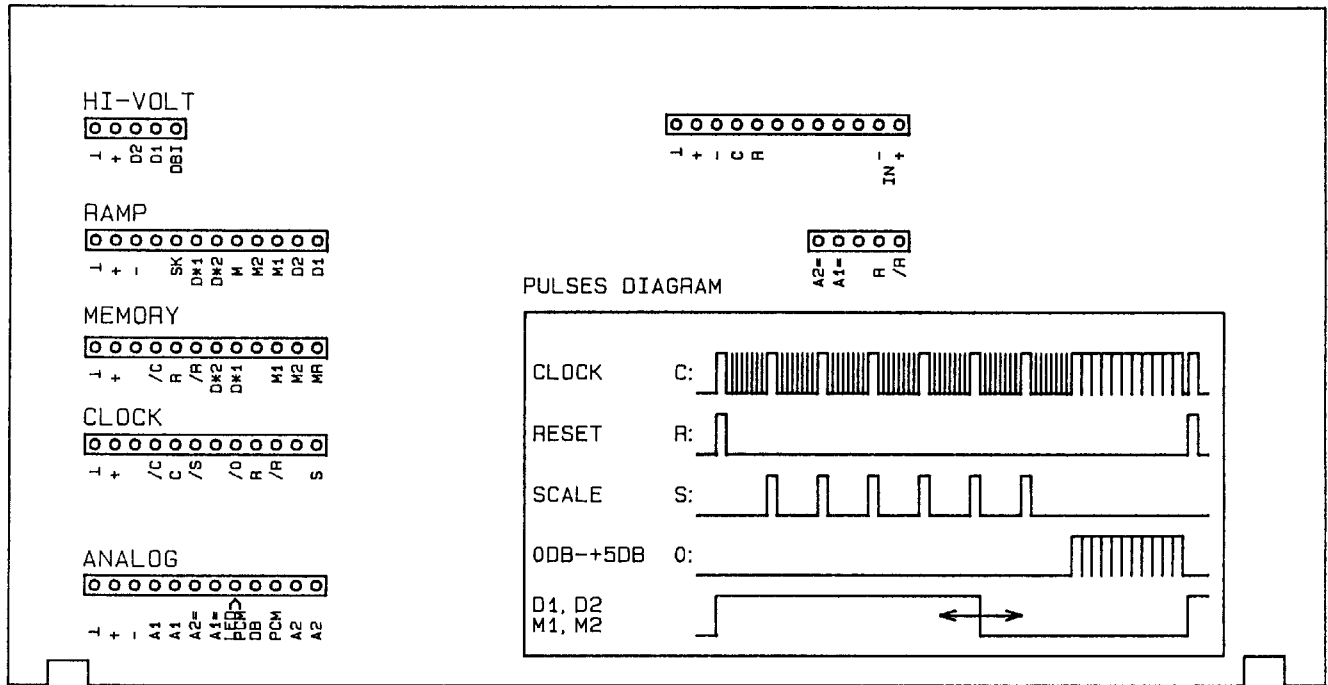 HI-VOLT
⊥ + D2 D1 DBI
⊥ + - C R IN - +
RAMP
⊥ + - SK D*1 D*2 M M2 M1 D2 D1
A2= A1= R /R
MEMORY
⊥ + /C R /R D*2 D*1 M1 M2 MR
CLOCK
⊥ + /C C /S /0 R /R S
ANALOG
⊥ + - A1 A1 A2= A1= LED> PCM DB PCM A2 A2
PULSES DIAGRAM
CLOCK C:
RESET R:
SCALE S:
0DB-+5DB 0:
D1, D2
M1, M2